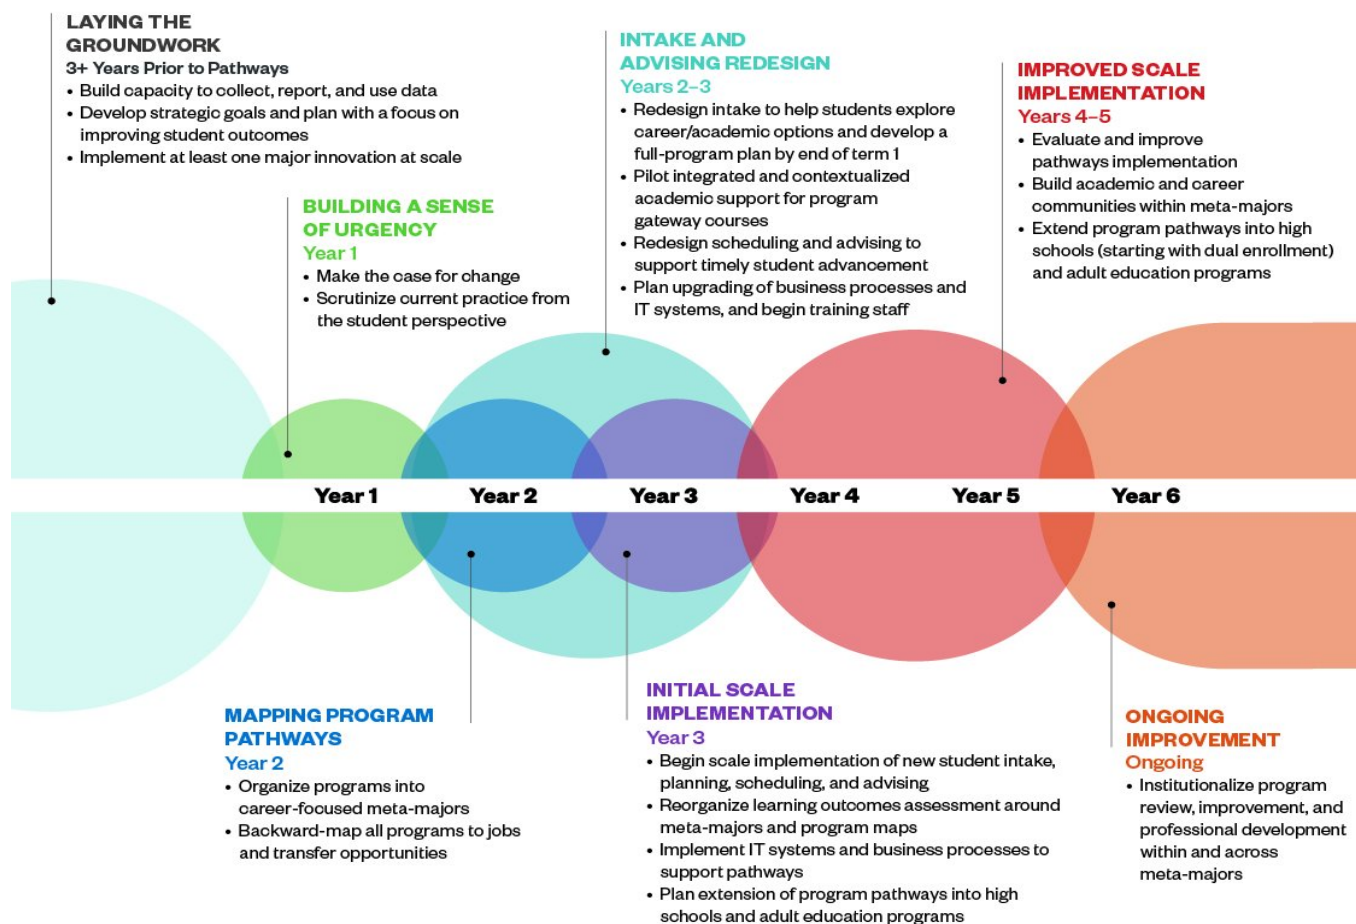 LAYING THE
GROUNDWORK
3+ Years Prior to Pathways
• Build capacity to collect, report, and use data
• Develop strategic goals and plan with a focus on
improving student outcomes
• Implement at least one major innovation at scale
BUILDING A SENSE
OF URGENCY
Year 1
• Make the case for change
• Scrutinize current practice from
the student perspective
INTAKE AND
ADVISING REDESIGN
Years 2–3
• Redesign intake to help students explore
career/academic options and develop a
full-program plan by end of term 1
• Pilot integrated and contextualized
academic support for program
gateway courses
• Redesign scheduling and advising to
support timely student advancement
• Plan upgrading of business processes and
IT systems, and begin training staff
IMPROVED SCALE
IMPLEMENTATION
Years 4–5
• Evaluate and improve
pathways implementation
• Build academic and career
communities within meta-majors
• Extend program pathways into high
schools (starting with dual enrollment)
and adult education programs
Year 1 Year 2 Year 3 Year 4 Year 5 Year 6
MAPPING PROGRAM
PATHWAYS
Year 2
• Organize programs into
career-focused meta-majors
• Backward-map all programs to jobs
and transfer opportunities
INITIAL SCALE
IMPLEMENTATION
Year 3
• Begin scale implementation of new student intake,
planning, scheduling, and advising
• Reorganize learning outcomes assessment around
meta-majors and program maps
• Implement IT systems and business processes to
support pathways
• Plan extension of program pathways into high
schools and adult education programs
ONGOING
IMPROVEMENT
Ongoing
• Institutionalize program
review, improvement, and
professional development
within and across
meta-majors